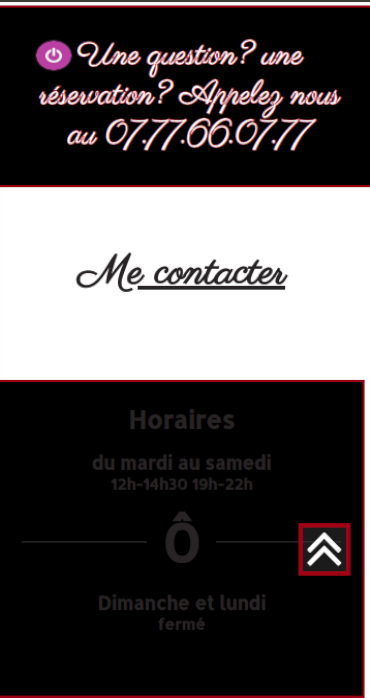 Une question? une
réservation? Appelez nous
au 07.77.66.07.77
Me contacter
Horaires
du mardi au samedi
12h-14h30 19h-22h
Ô
Dimanche et lundi
fermé